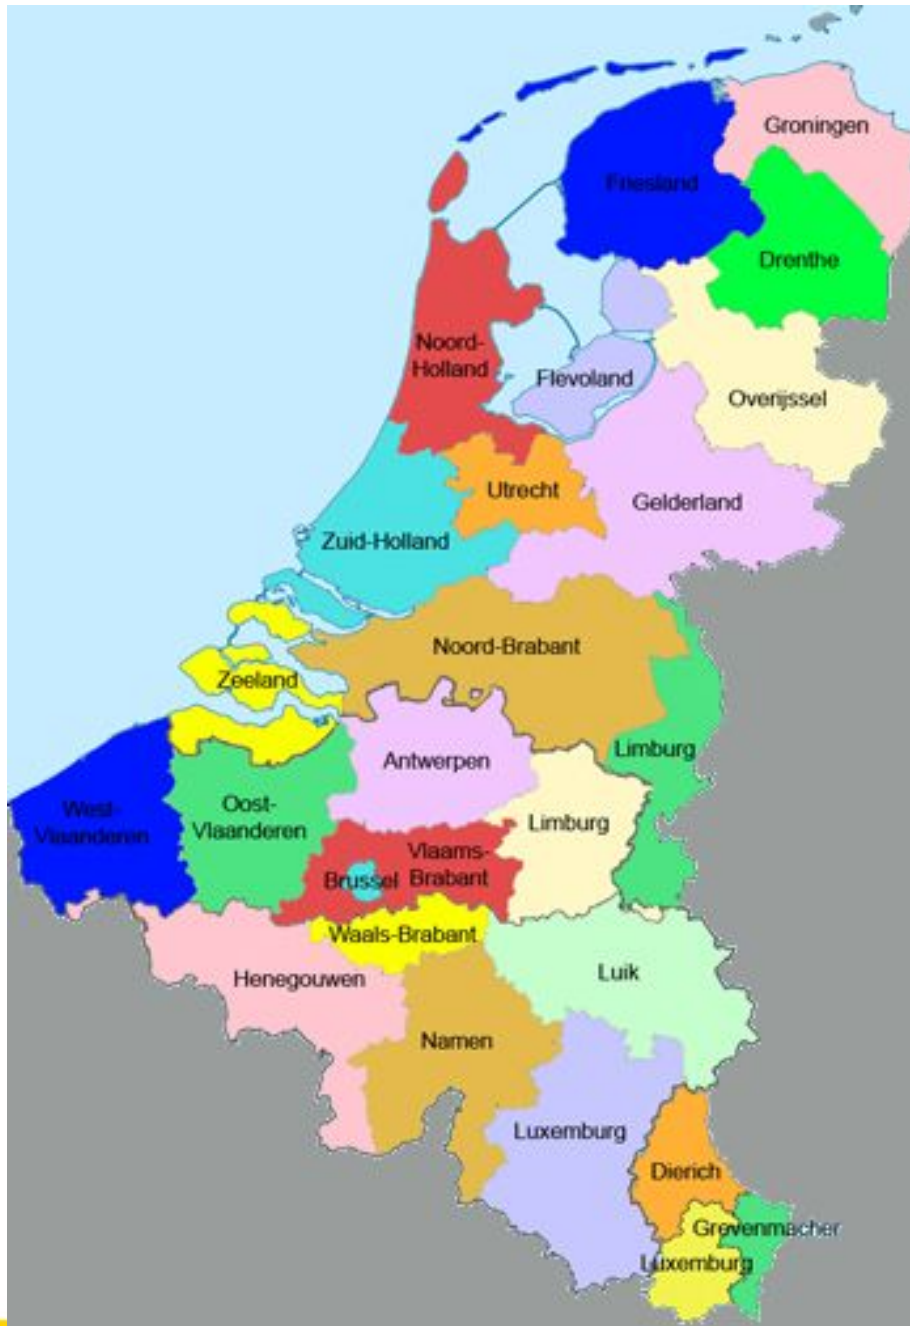 Groningen
Friesland
Drenthe
Noord-
Holland
Flevoland
Overijssel
Utrecht
Gelderland
Zuid-Holland
Noord-Brabant
Zeeland
Limburg
Antwerpen
West-
Vlaanderen
Oost-
Vlaanderen
Limburg
Vlaams-
Brabant
Brussel
Waals-Brabant
Henegouwen
Luik
Namen
Luxemburg
Dierich
Grevenmacher
Luxemburg